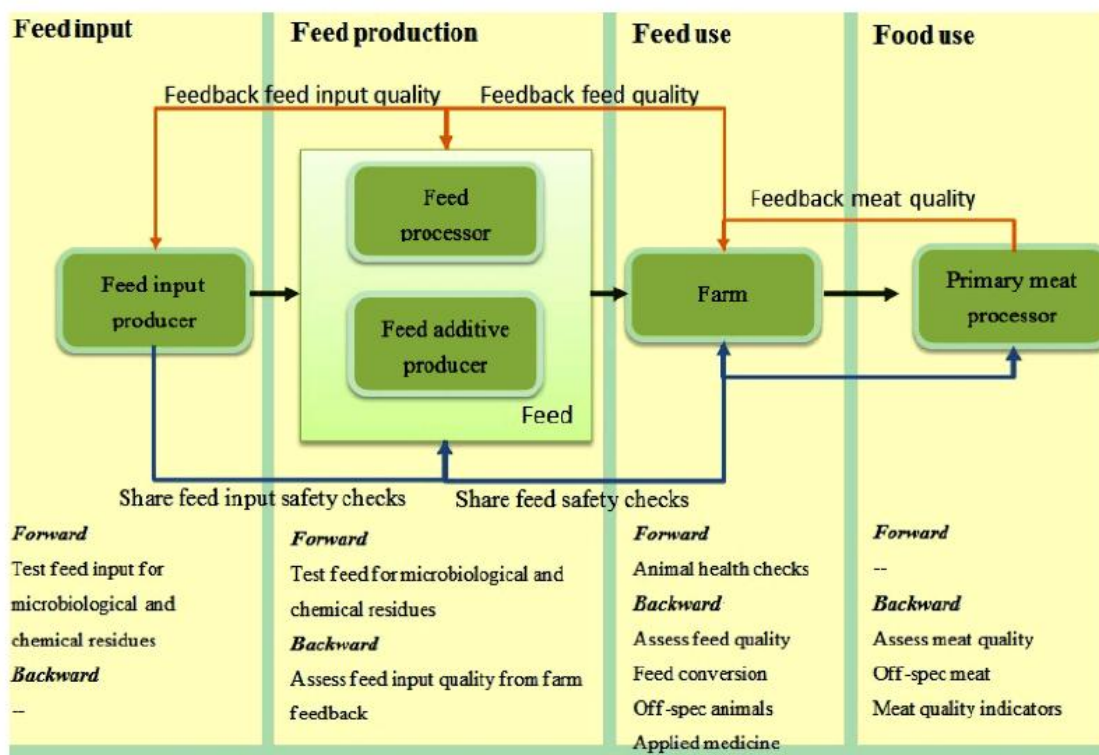 Feed input
Feed production
Feed use
Food use
Feedback feed input quality
Feedback feed quality
Feedback meat quality
Feed
processor
Feed input
producer
Farm
Primary meat
processor
Feed additive
producer
Feed
Share feed input safety checks
Share feed safety checks
Forward
Test feed input for
microbiological and
chemical residues
Backward
--
Forward
Test feed for microbiological and
chemical residues
Backward
Assess feed input quality from farm
feedback
Forward
Animal health checks
Backward
Assess feed quality
Feed conversion
Off-spec animals
Applied medicine
Forward
--
Backward
Assess meat quality
Off-spec meat
Meat quality indicators